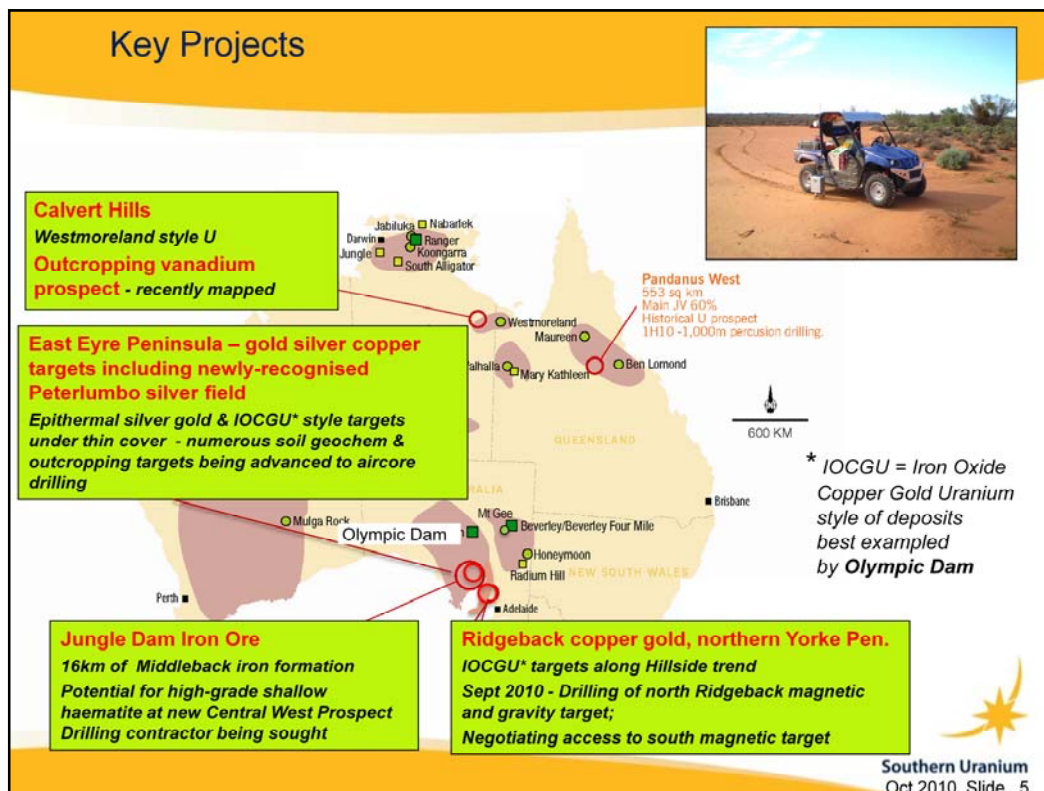 Key Projects
Calvert Hills
Westmoreland style U
Outcropping vanadium
prospect - recently mapped
East Eyre Peninsula – gold silver copper
targets including newly-recognised
Peterlumbo silver field
Epithermal silver gold & IOCGU* style targets
under thin cover - numerous soil geochem &
outcropping targets being advanced to aircore
drilling
Jabiluka
Nabarlek
Darwin
Ranger
Jungle
Koongarra
South Alligator
Westmoreland
Maureen
Mary Kathleen
Ben Lomond
Pandanus West
553 sq km
Main JV 60%
Historical U prospect
1H10 -1,000m percusion drilling.
600 KM
QUEENSLAND
Brisbane
* IOCGU = Iron Oxide
Copper Gold Uranium
style of deposits
best exampled
by Olympic Dam
Mulga Rock
Olympic Dam
Mt Gee
Beverley/Beverley Four Mile
Honeymoon
Radium Hill
NEW SOUTH WALES
Perth
Adelaide
Jungle Dam Iron Ore
16km of Middleback iron formation
Potential for high-grade shallow
haematite at new Central West Prospect
Drilling contractor being sought
Ridgeback copper gold, northern Yorke Pen.
IOCGU* targets along Hillside trend
Sept 2010 - Drilling of north Ridgeback magnetic
and gravity target;
Negotiating access to south magnetic target
Southern Uranium
Oct 2010 Slide 5